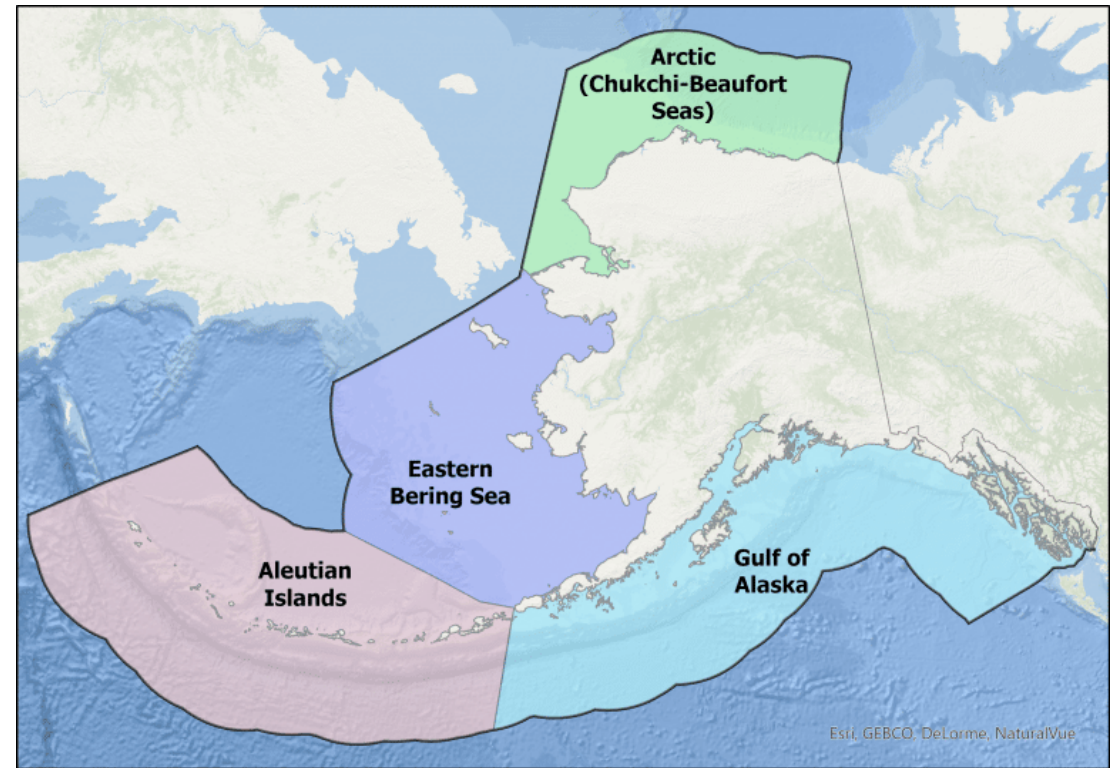 Arctic
(Chukchi-Beaufort
Seas)
Eastern
Bering Sea
Aleutian
Islands
Gulf of
Alaska
Esri, GEBCO, DeLorme, NaturalVue